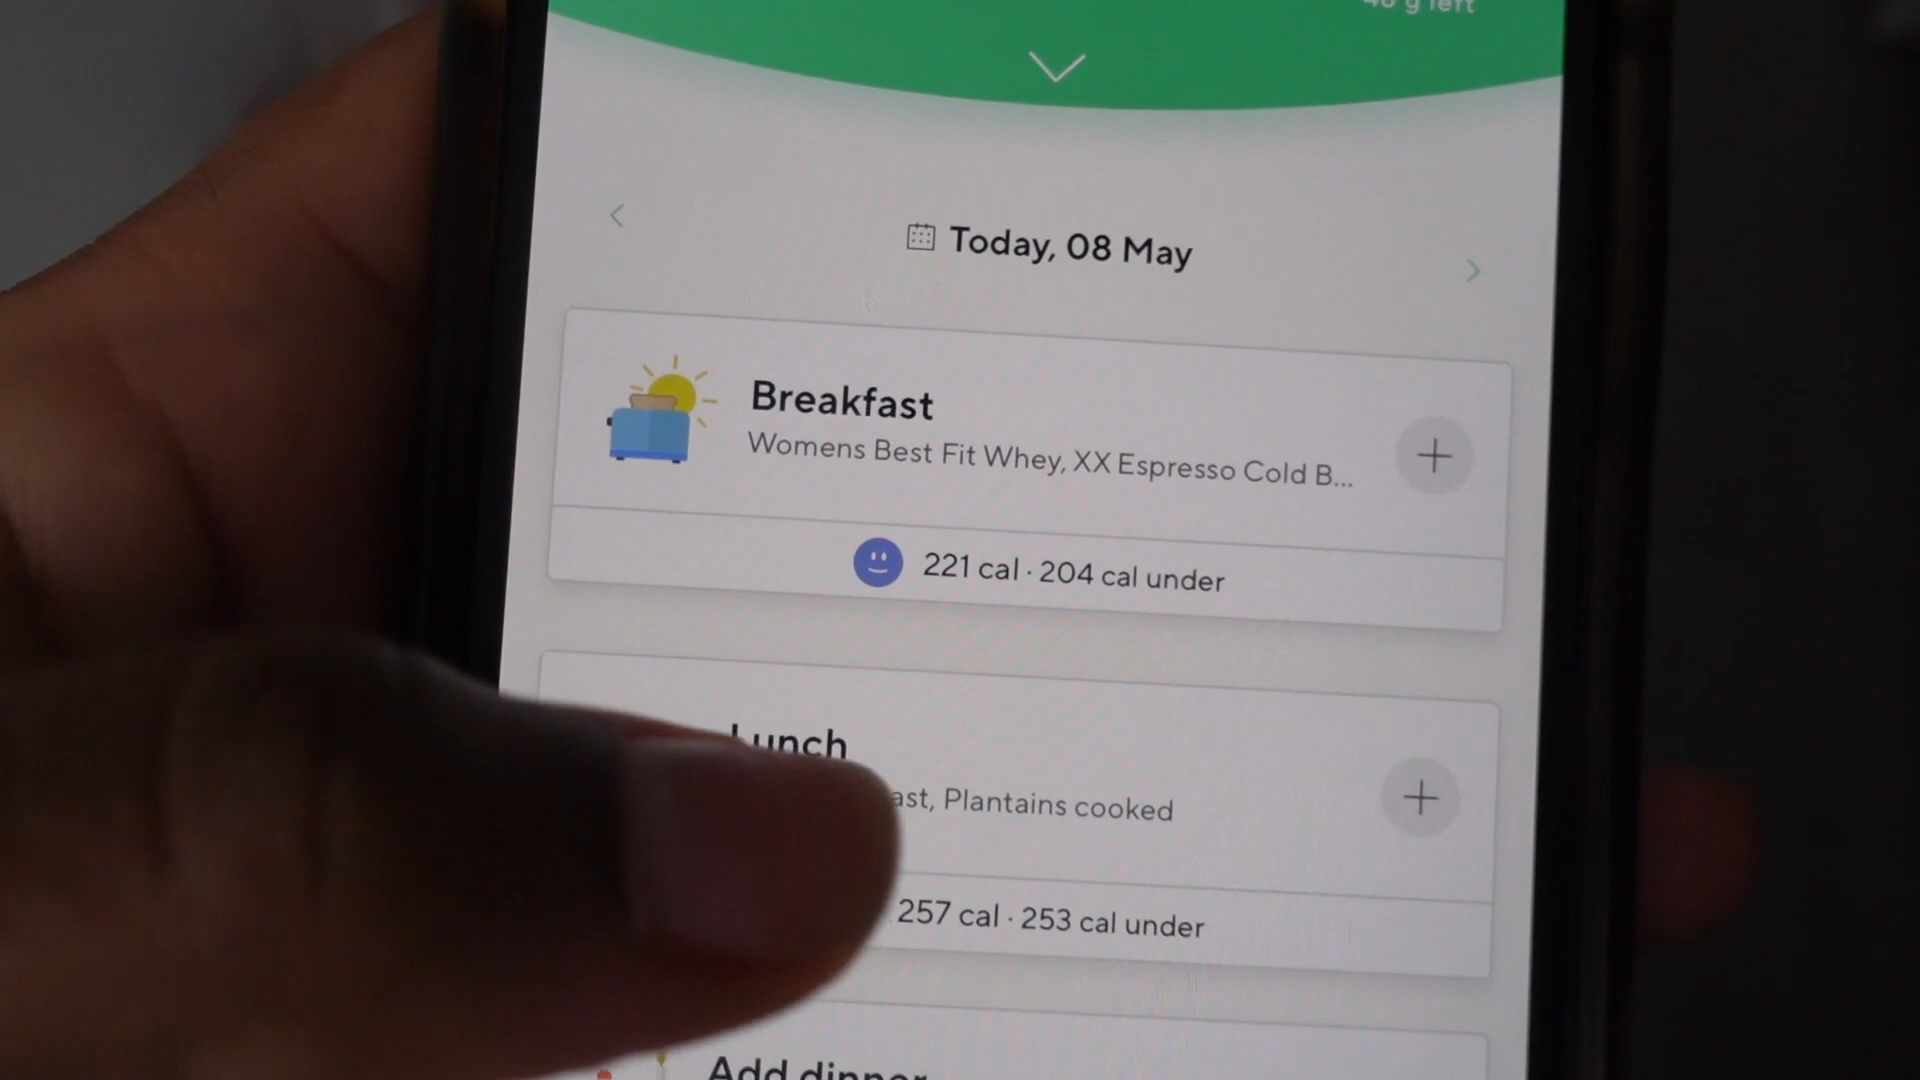 g left
Today, 08 May
Breakfast
Womens Best Fit Whey, XX Espresso Cold B...
221 cal · 204 cal under
Lunch
Plantains cooked
257 cal · 253 cal under
Add dinner